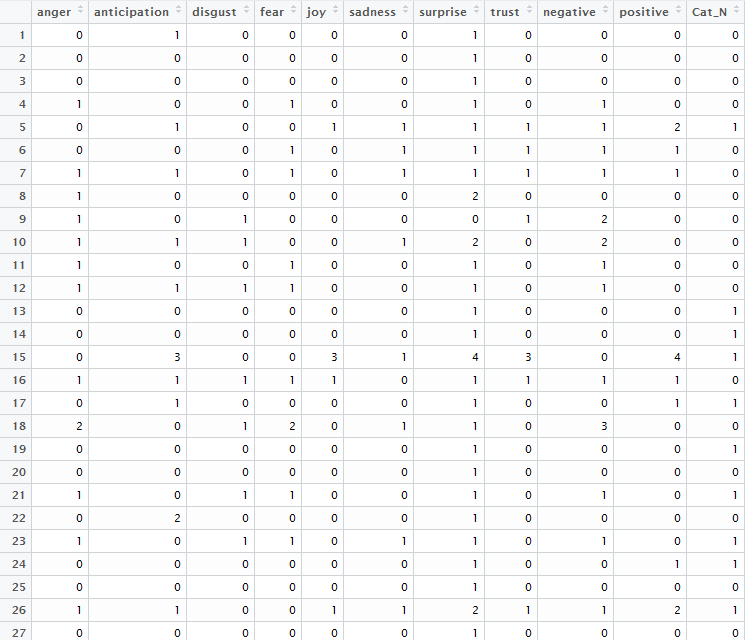 anger anticipation disgust fear joy sadness surprise trust negative positive Cat_N
1 0 1 0 0 0 0 1 0 0 0 0
2 0 0 0 0 0 0 1 0 0 0 0
3 0 0 0 0 0 0 1 0 0 0 0
4 1 0 0 1 0 0 1 0 1 0 0
5 0 1 0 0 1 1 1 1 1 2 1
6 0 0 0 1 0 1 1 1 1 1 0
7 1 1 0 1 0 1 1 1 1 1 0
8 1 0 0 0 0 0 2 0 0 0 0
9 1 0 1 0 0 0 0 1 2 0 0
10 1 1 1 0 0 1 2 0 2 0 0
11 1 0 0 1 0 0 1 0 1 0 0
12 1 1 1 1 0 0 1 0 1 0 0
13 0 0 0 0 0 0 1 0 0 0 1
14 0 0 0 0 0 0 1 0 0 0 1
15 0 3 0 0 3 1 4 3 0 4 1
16 1 1 1 1 1 0 1 1 1 1 0
17 0 1 0 0 0 0 1 0 0 1 1
18 2 0 1 2 0 1 1 0 3 0 0
19 0 0 0 0 0 0 1 0 0 0 1
20 0 0 0 0 0 0 1 0 0 0 0
21 1 0 1 1 0 0 1 0 1 0 1
22 0 2 0 0 0 0 1 0 0 0 0
23 1 0 1 1 0 1 1 0 1 0 1
24 0 0 0 0 0 0 1 0 0 1 1
25 0 0 0 0 0 0 1 0 0 0 0
26 1 1 0 0 1 1 2 1 1 2 1
27 0 0 0 0 0 0 1 0 0 0 0